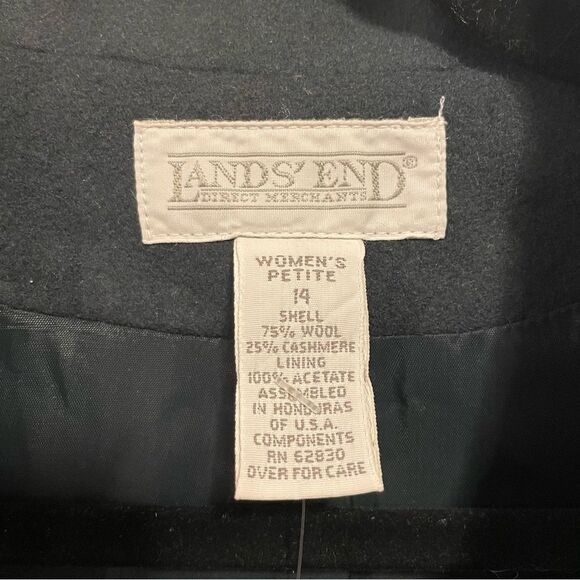 LANDS' END®
DIRECT MERCHANTS
WOMEN'S
PETITE
14
SHELL
75% WOOL
25% CASHMERE
LINING
100% ACETATE
ASSEMBLED
IN HONDURAS
OF U.S.A.
COMPONENTS
RN 62830
OVER FOR CARE